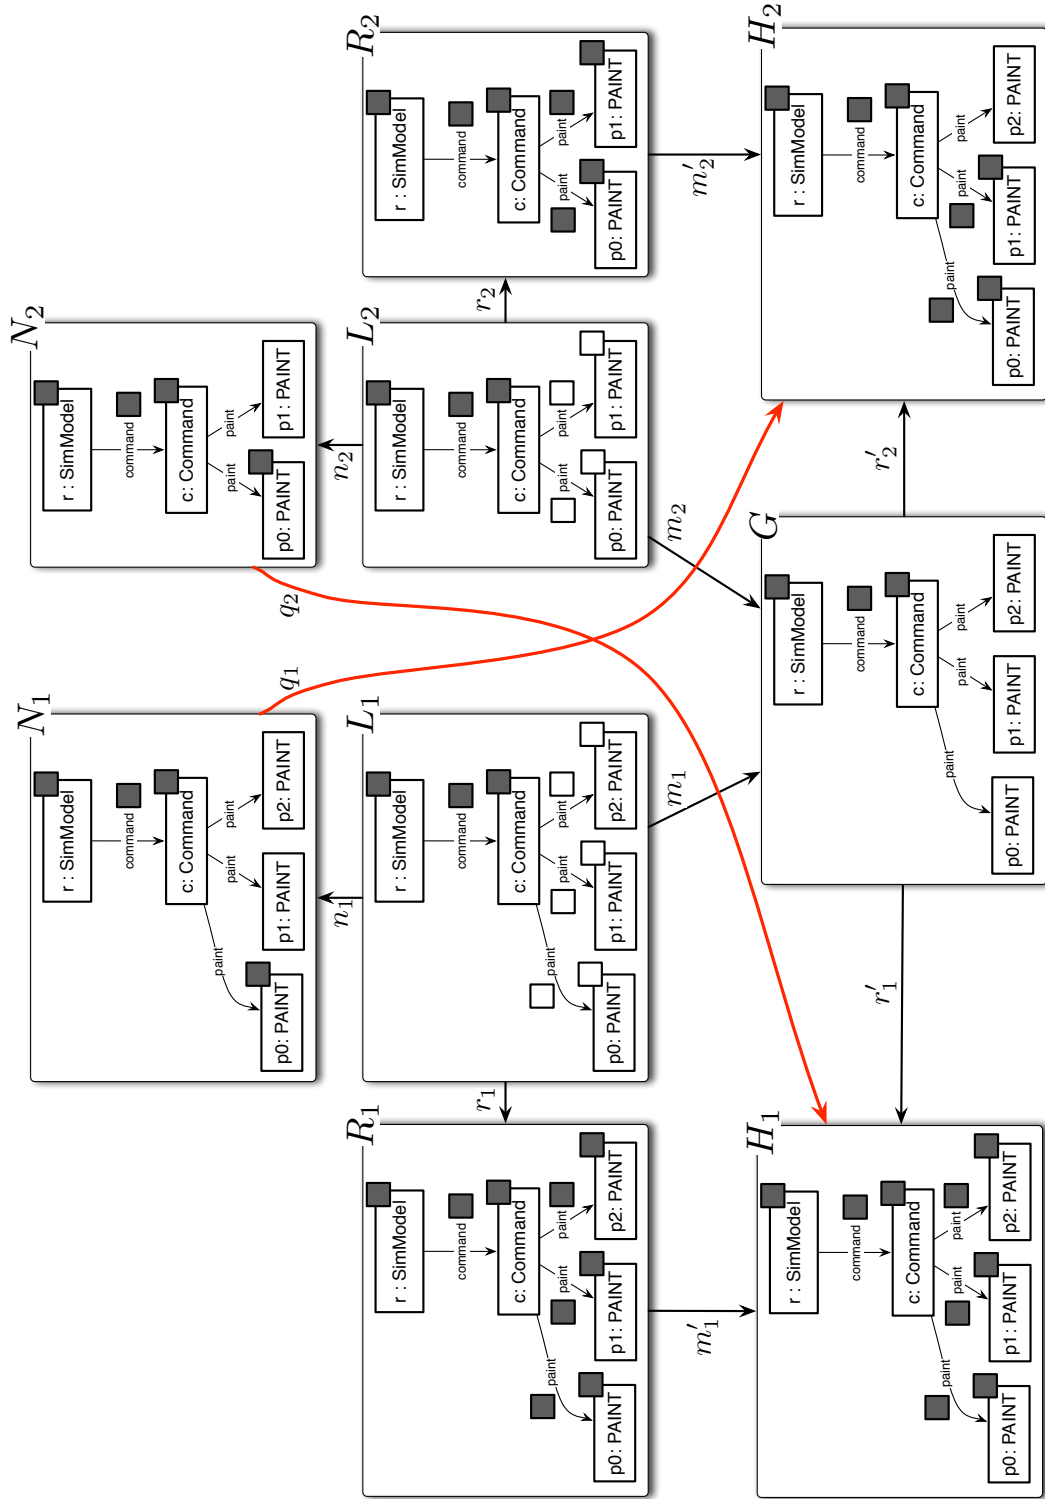 N₁
r : SimModel
command
c: Command
paint
paint
paint
p0: PAINT
p1: PAINT
p2: PAINT
N₂
r : SimModel
command
c: Command
paint
paint
p0: PAINT
p1: PAINT
n₁
q₁
q₂
n₂
R₁
r : SimModel
command
c: Command
paint
paint
paint
p0: PAINT
p1: PAINT
p2: PAINT
r₁
L₁
r : SimModel
command
c: Command
paint
paint
paint
p0: PAINT
p1: PAINT
p2: PAINT
L₂
r : SimModel
command
c: Command
paint
paint
p0: PAINT
p1: PAINT
r₂
R₂
r : SimModel
command
c: Command
paint
paint
p0: PAINT
p1: PAINT
m′₁
m₁
m₂
m′₂
H₁
r : SimModel
command
c: Command
paint
paint
paint
p0: PAINT
p1: PAINT
p2: PAINT
r′₁
G
r : SimModel
command
c: Command
paint
paint
paint
p0: PAINT
p1: PAINT
p2: PAINT
r′₂
H₂
r : SimModel
command
c: Command
paint
paint
paint
p0: PAINT
p1: PAINT
p2: PAINT